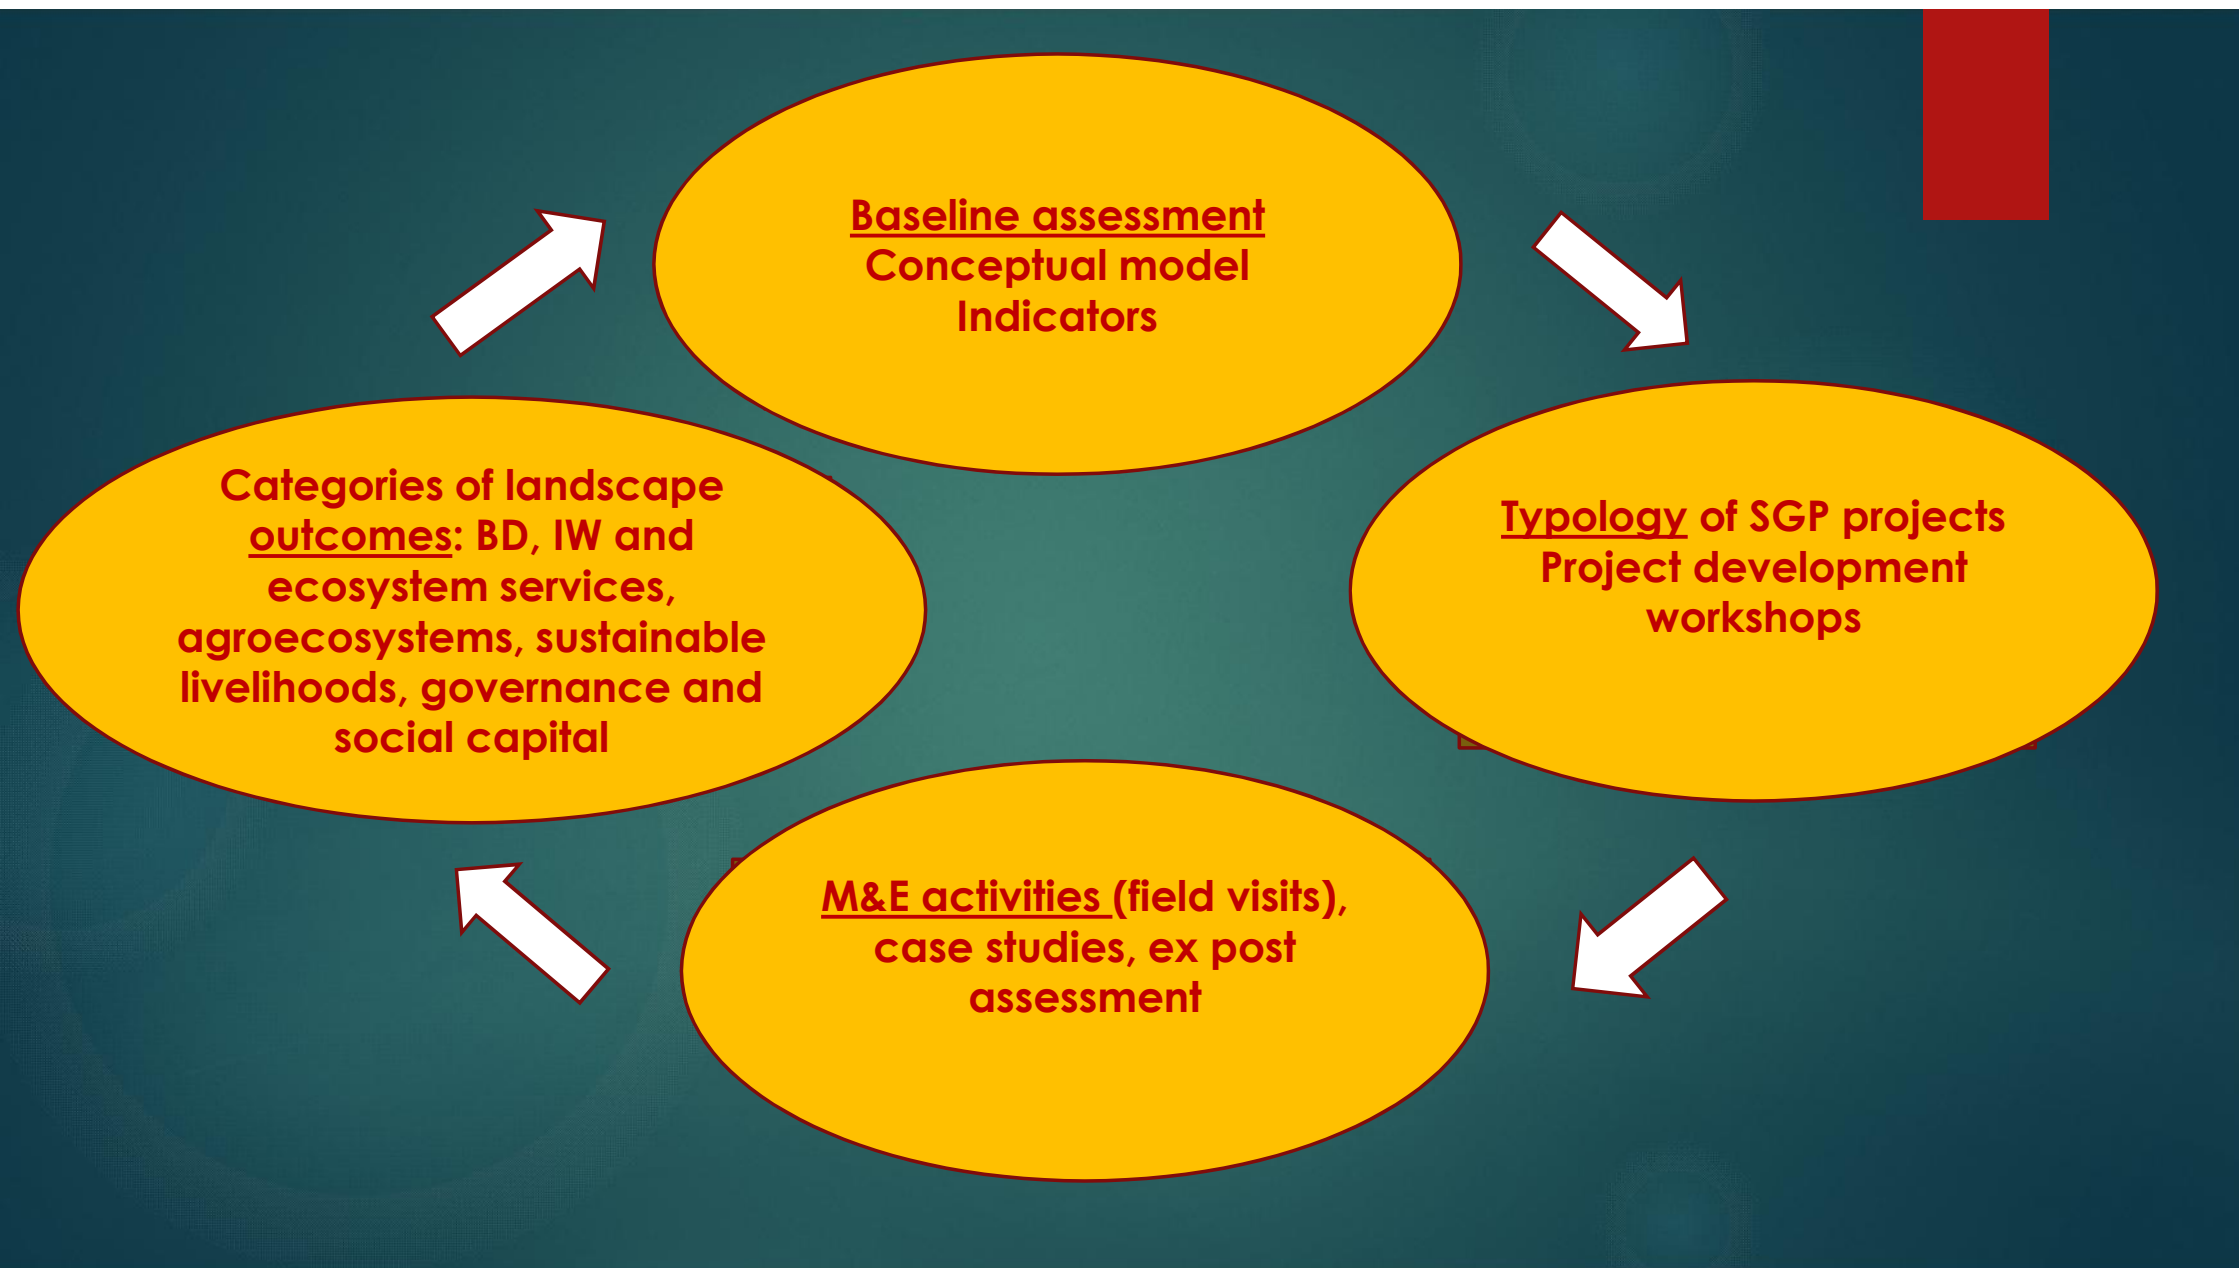 Baseline assessment
Conceptual model
Indicators
Categories of landscape
outcomes: BD, IW and
ecosystem services,
agroecosystems, sustainable
livelihoods, governance and
social capital
Typology of SGP projects
Project development
workshops
M&E activities (field visits),
case studies, ex post
assessment